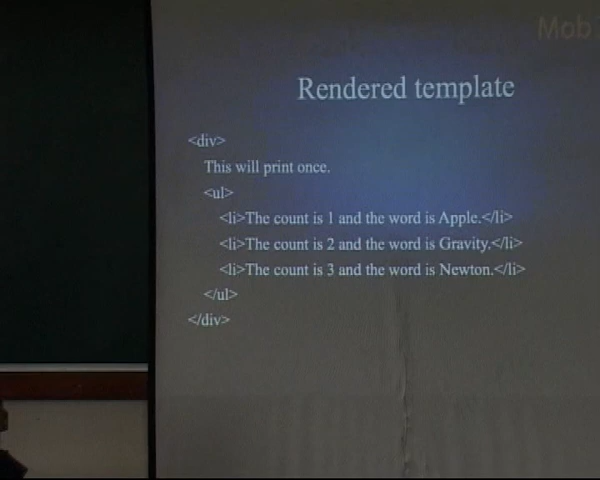 Rendered template
<div>
This will print once.
<ul>
<li>The count is 1 and the word is Apple.</li>
<li>The count is 2 and the word is Gravity.</li>
<li>The count is 3 and the word is Newton.</li>
</ul>
</div>